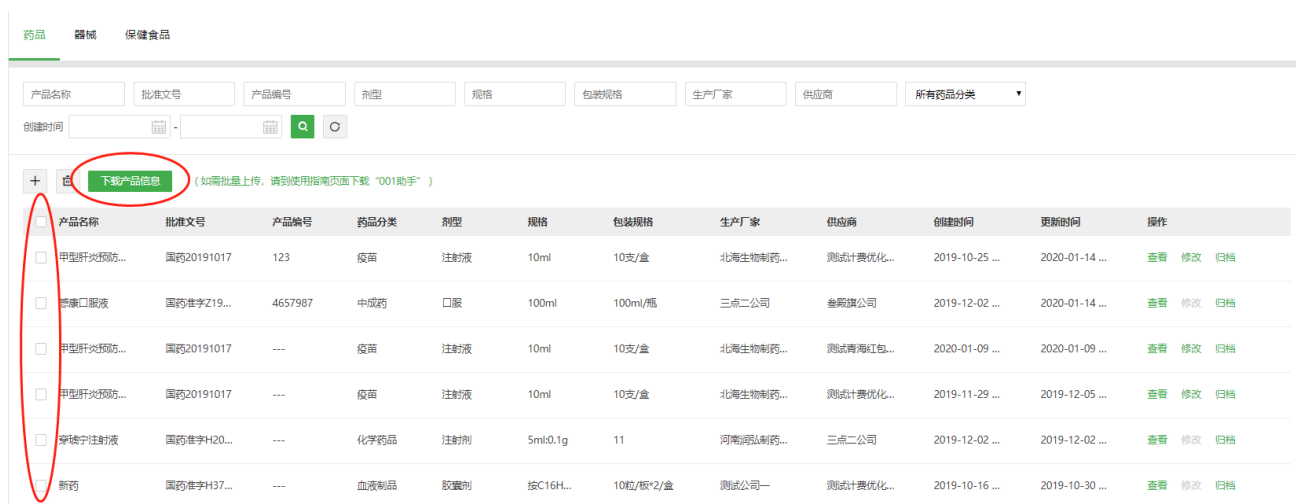 药品 器械 保健食品
产品名称 批准文号 产品编号 剂型 规格 包装规格 生产厂家 供应商 所有药品分类
创建时间 -
下载产品信息 (如需批量上传，请到使用指南页面下载“001助手”)
产品名称 批准文号 产品编号 药品分类 剂型 规格 包装规格 生产厂家 供应商 创建时间 更新时间 操作
甲型肝炎预防... 国药20191017 123 疫苗 注射液 10ml 10支/盒 北海生物制药... 测试计费优化... 2019-10-25 ... 2020-01-14 ... 查看 修改 归档
感康口服液 国药准字Z19... 4657987 中成药 口服 100ml 100ml/瓶 三点二公司 叁殿旗公司 2019-12-02 ... 2020-01-14 ... 查看 修改 归档
甲型肝炎预防... 国药20191017 --- 疫苗 注射液 10ml 10支/盒 北海生物制药... 测试青海红包... 2020-01-09 ... 2020-01-09 ... 查看 修改 归档
甲型肝炎预防... 国药20191017 --- 疫苗 注射液 10ml 10支/盒 北海生物制药... 测试计费优化... 2019-11-29 ... 2019-12-05 ... 查看 修改 归档
穿琥宁注射液 国药准字H20... --- 化学药品 注射剂 5ml:0.1g 11 河南润弘制药... 三点二公司 2019-12-02 ... 2019-12-02 ... 查看 修改 归档
新药 国药准字H37... --- 血液制品 胶囊剂 按C16H... 10粒/板*2/盒 测试公司一 测试计费优化... 2019-10-16 ... 2019-10-30 ... 查看 修改 归档